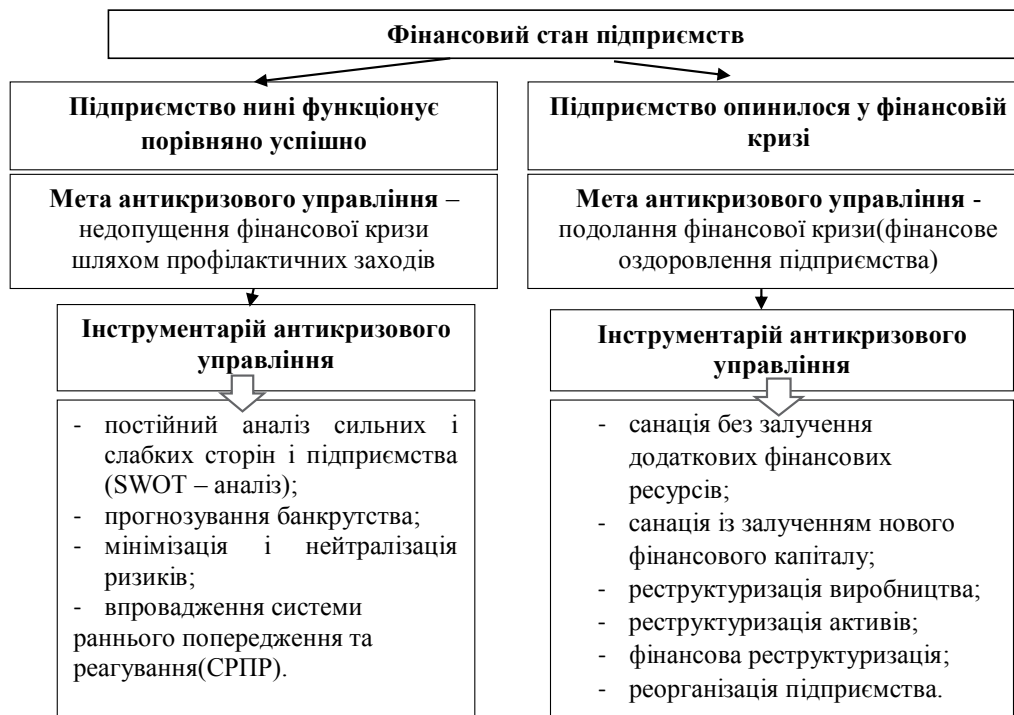 Фінансовий стан підприємств
Підприємство нині функціонує
порівняно успішно
Мета антикризового управління –
недопущення фінансової кризи
шляхом профілактичних заходів
Інструментарій антикризового
управління
- постійний аналіз сильних і
слабких сторін і підприємства
(SWOT – аналіз);
- прогнозування банкрутства;
- мінімізація і нейтралізація
ризиків;
- впровадження системи
раннього попередження та
реагування(СРПР).
Підприємство опинилося у фінансовій
кризі
Мета антикризового управління -
подолання фінансової кризи(фінансове
оздоровлення підприємства)
Інструментарій антикризового
управління
- санація без залучення
додаткових фінансових
ресурсів;
- санація із залученням нового
фінансового капіталу;
- реструктуризація виробництва;
- реструктуризація активів;
- фінансова реструктуризація;
- реорганізація підприємства.